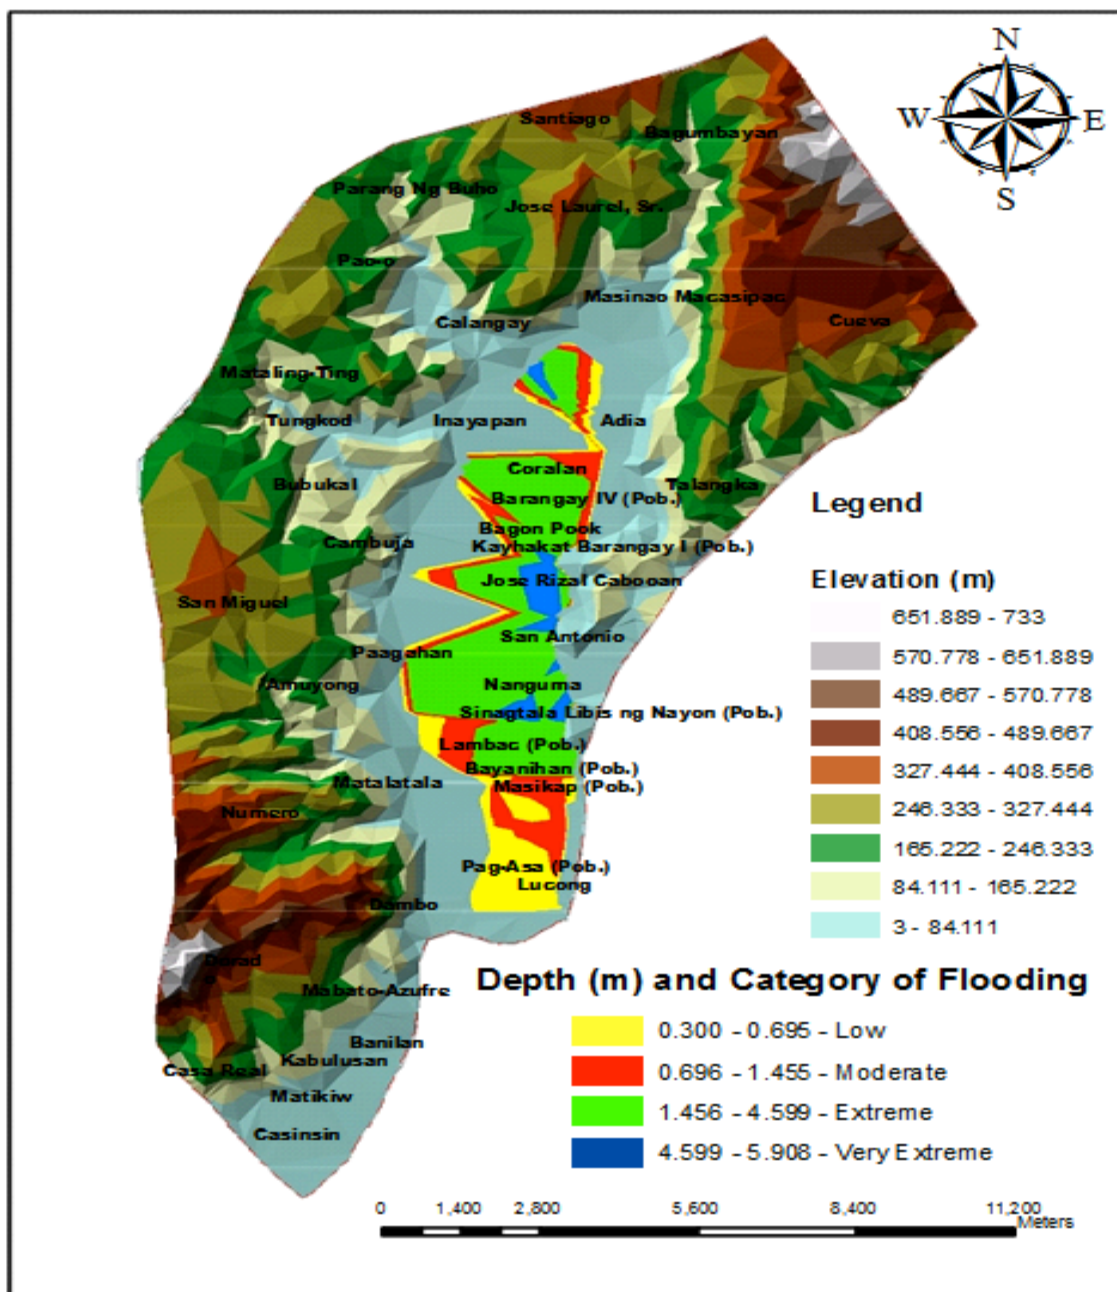 N
W E
S
Santiago
Bagumbayan
Parang Ng Buho
Jose Laurel, Sr.
Pao-o
Masinao Macasipac
Calangay
Cueva
Mataling-Ting
Tungkod
Inayapan
Adia
Coralan
Bubukal
Barangay IV (Pob.)
Talangka
Bagon Pook
Cambuja
Kayhakat Barangay I (Pob.)
Jose Rizal Cabooan
San Miguel
San Antonio
Paagahan
Amuyong
Nanguma
Sinagtala Libis ng Nayon (Pob.)
Lambac (Pob.)
Bayanihan (Pob.)
Matalatala
Masikap (Pob.)
Numero
Pag-Asa (Pob.)
Lucong
Dambo
Mabato-Azufre
Banilan
Kabulusan
Casa Real
Matikiw
Casinsin
Legend
Elevation (m)
651.889 - 733
570.778 - 651.889
489.667 - 570.778
408.556 - 489.667
327.444 - 408.556
246.333 - 327.444
165.222 - 246.333
84.111 - 165.222
3 - 84.111
Depth (m) and Category of Flooding
0.300 - 0.695 - Low
0.696 - 1.455 - Moderate
1.456 - 4.599 - Extreme
4.599 - 5.908 - Very Extreme
0 1,400 2,800 5,600 8,400 11,200
Meters